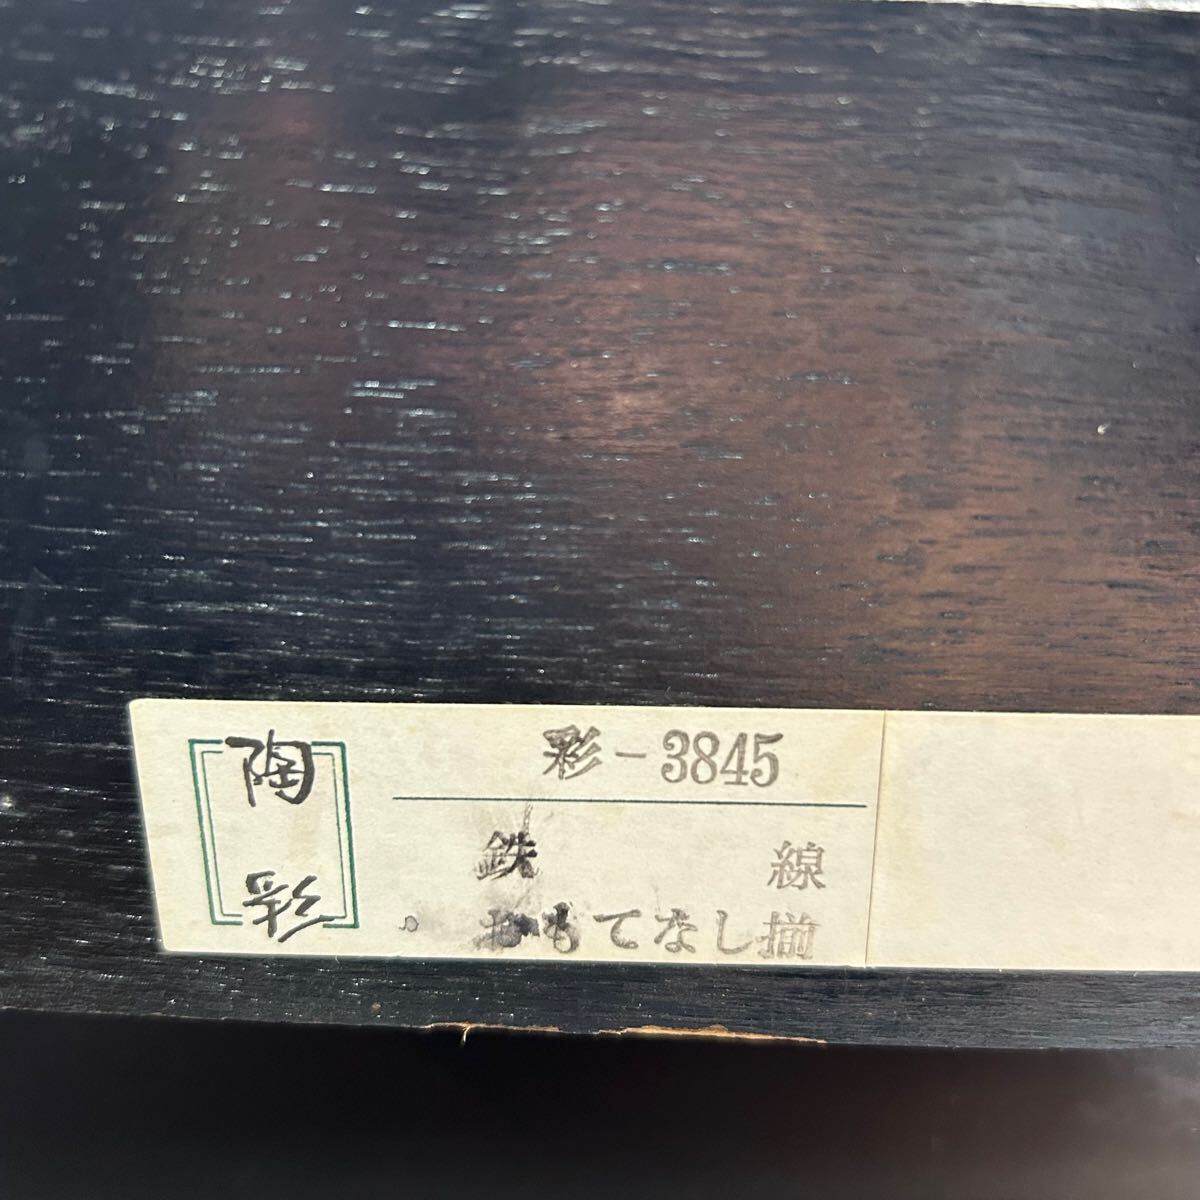 陶彩
彩-3845
鉄 線
おもてなし揃